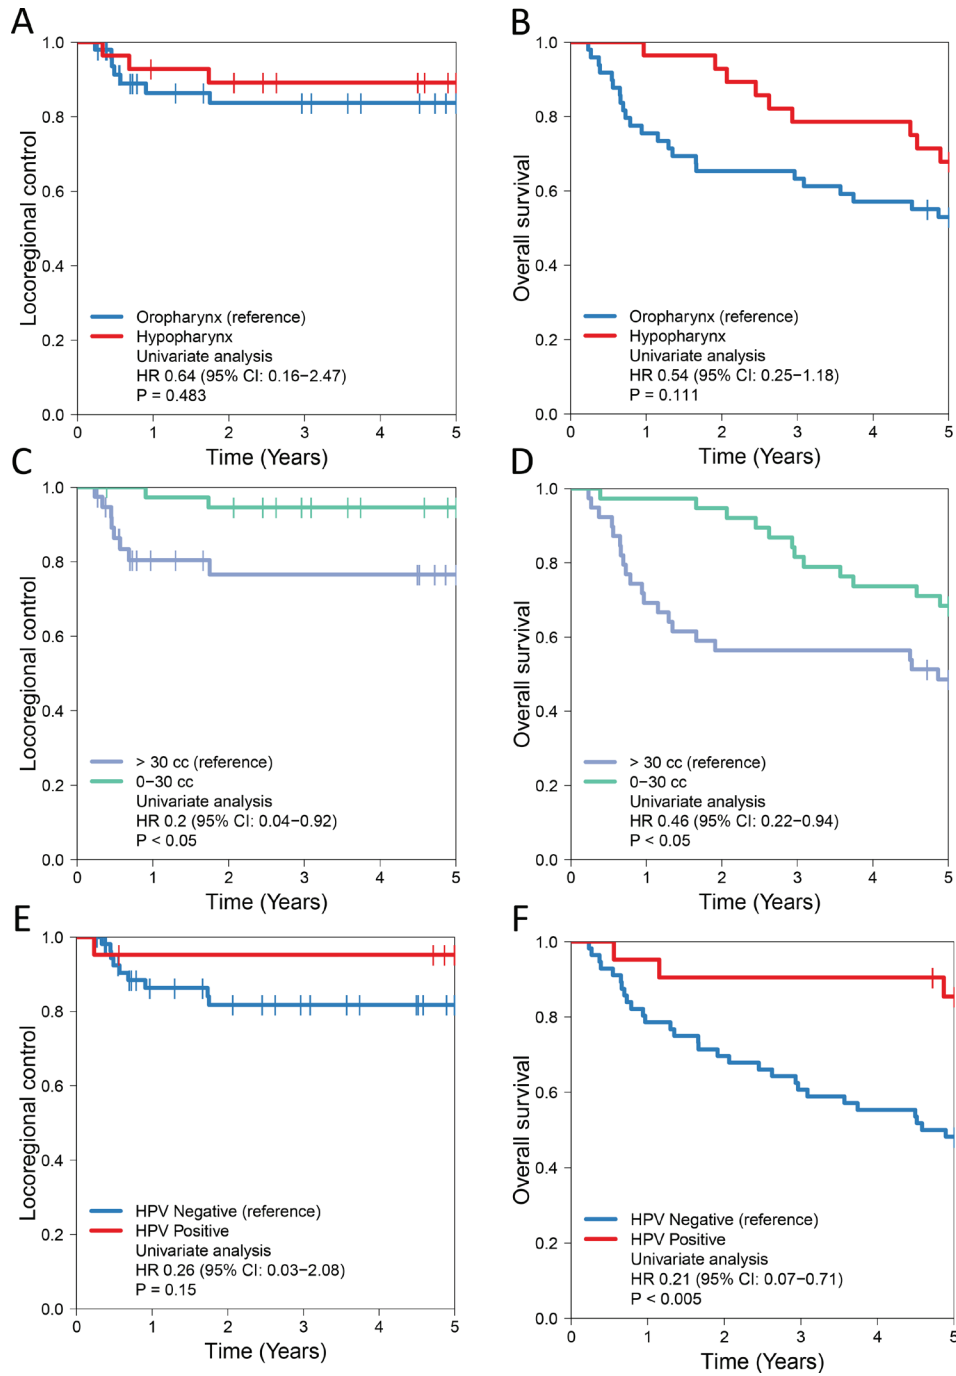 A
1.0
0.8
0.6
0.4
0.2
0.0
Locoregional control
Oropharynx (reference)
Hypopharynx
Univariate analysis
HR 0.64 (95% CI: 0.16−2.47)
P = 0.483
0 1 2 3 4 5
Time (Years)
B
1.0
0.8
0.6
0.4
0.2
0.0
Overall survival
Oropharynx (reference)
Hypopharynx
Univariate analysis
HR 0.54 (95% CI: 0.25−1.18)
P = 0.111
0 1 2 3 4 5
Time (Years)
C
1.0
0.8
0.6
0.4
0.2
0.0
Locoregional control
> 30 cc (reference)
0−30 cc
Univariate analysis
HR 0.2 (95% CI: 0.04−0.92)
P < 0.05
0 1 2 3 4 5
Time (Years)
D
1.0
0.8
0.6
0.4
0.2
0.0
Overall survival
> 30 cc (reference)
0−30 cc
Univariate analysis
HR 0.46 (95% CI: 0.22−0.94)
P < 0.05
0 1 2 3 4 5
Time (Years)
E
1.0
0.8
0.6
0.4
0.2
0.0
Locoregional control
HPV Negative (reference)
HPV Positive
Univariate analysis
HR 0.26 (95% CI: 0.03−2.08)
P = 0.15
0 1 2 3 4 5
Time (Years)
F
1.0
0.8
0.6
0.4
0.2
0.0
Overall survival
HPV Negative (reference)
HPV Positive
Univariate analysis
HR 0.21 (95% CI: 0.07−0.71)
P < 0.005
0 1 2 3 4 5
Time (Years)